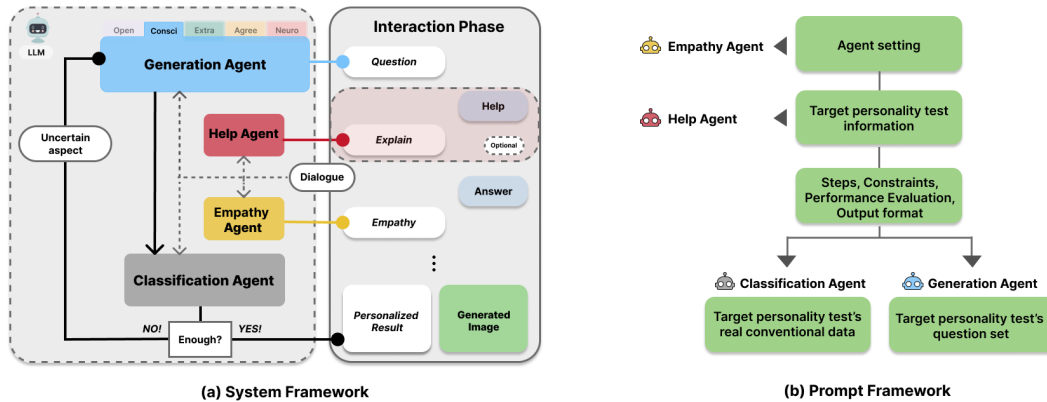 LLM
Open
Consci
Extra
Agree
Neuro
Generation Agent
Uncertain
aspect
Help Agent
Dialogue
Empathy
Agent
Classification Agent
NO!
Enough?
YES!
Interaction Phase
Question
Help
Explain
Optional
Answer
Empathy
Personalized
Result
Generated
Image
(a) System Framework
Empathy Agent
Agent setting
Help Agent
Target personality test
information
Steps, Constraints,
Performance Evaluation,
Output format
Classification Agent
Target personality test's
real conventional data
Generation Agent
Target personality test's
question set
(b) Prompt Framework